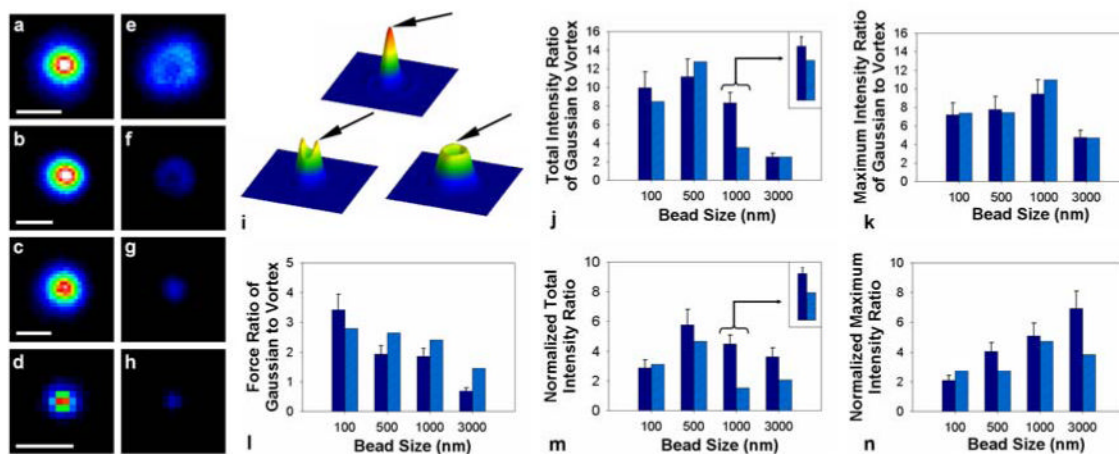 a
e
b
f
c
g
d
h
i
Total Intensity Ratio
of Gaussian to Vortex
16
14
12
10
8
6
4
2
0
100 500 1000 3000
Bead Size (nm)
j
Maximum Intensity Ratio
of Gaussian to Vortex
16
14
12
10
8
6
4
2
0
100 500 1000 3000
Bead Size (nm)
k
Force Ratio of
Gaussian to Vortex
5
4
3
2
1
0
100 500 1000 3000
Bead Size (nm)
l
Normalized Total
Intensity Ratio
10
8
6
4
2
0
100 500 1000 3000
Bead Size (nm)
m
Normalized Maximum
Intensity Ratio
10
8
6
4
2
0
100 500 1000 3000
Bead Size (nm)
n